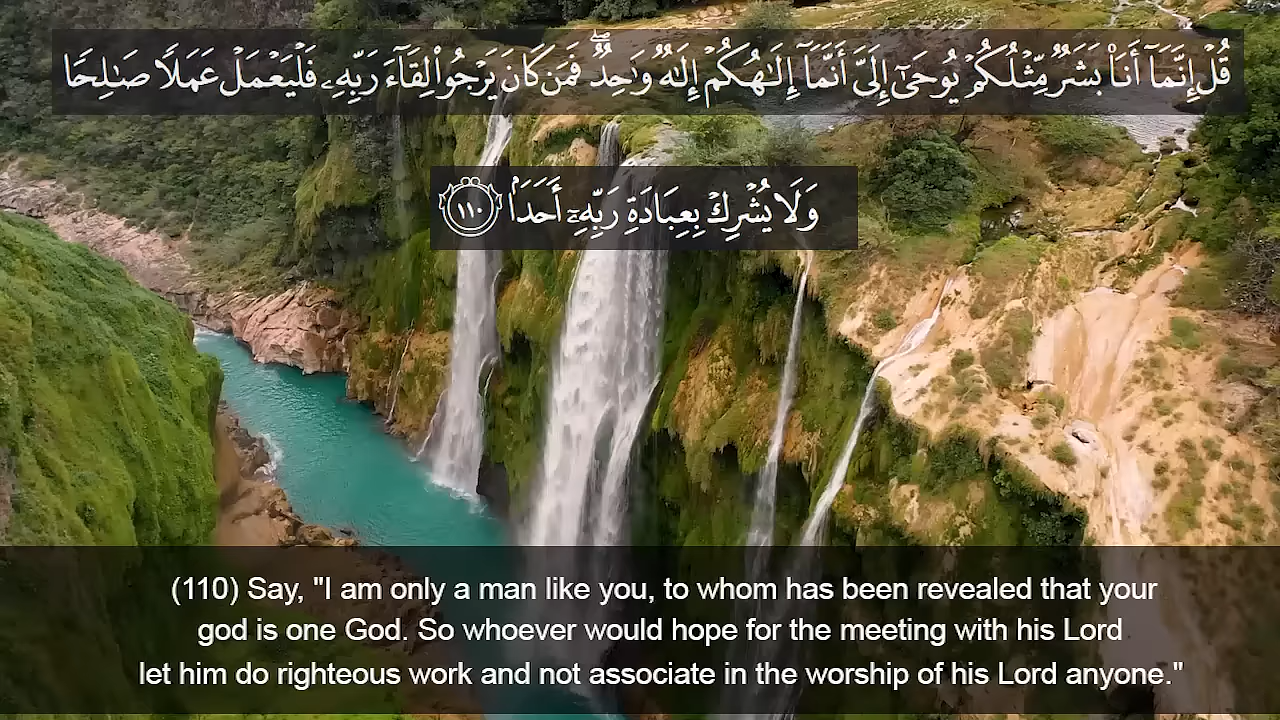 قُلْ إِنَّمَآ أَنَا۠ بَشَرٌ مِّثْلُكُمْ يُوحَىٰٓ إِلَىَّ أَنَّمَآ إِلَـٰهُكُمْ إِلَـٰهٌ وَٰحِدٌ ۖ فَمَن كَانَ يَرْجُوا۟ لِقَآءَ رَبِّهِۦ فَلْيَعْمَلْ عَمَلًا صَـٰلِحًا
وَلَا يُشْرِكْ بِعِبَادَةِ رَبِّهِۦٓ أَحَدَۢا ١١٠
(110) Say, "I am only a man like you, to whom has been revealed that your
god is one God. So whoever would hope for the meeting with his Lord
let him do righteous work and not associate in the worship of his Lord anyone."